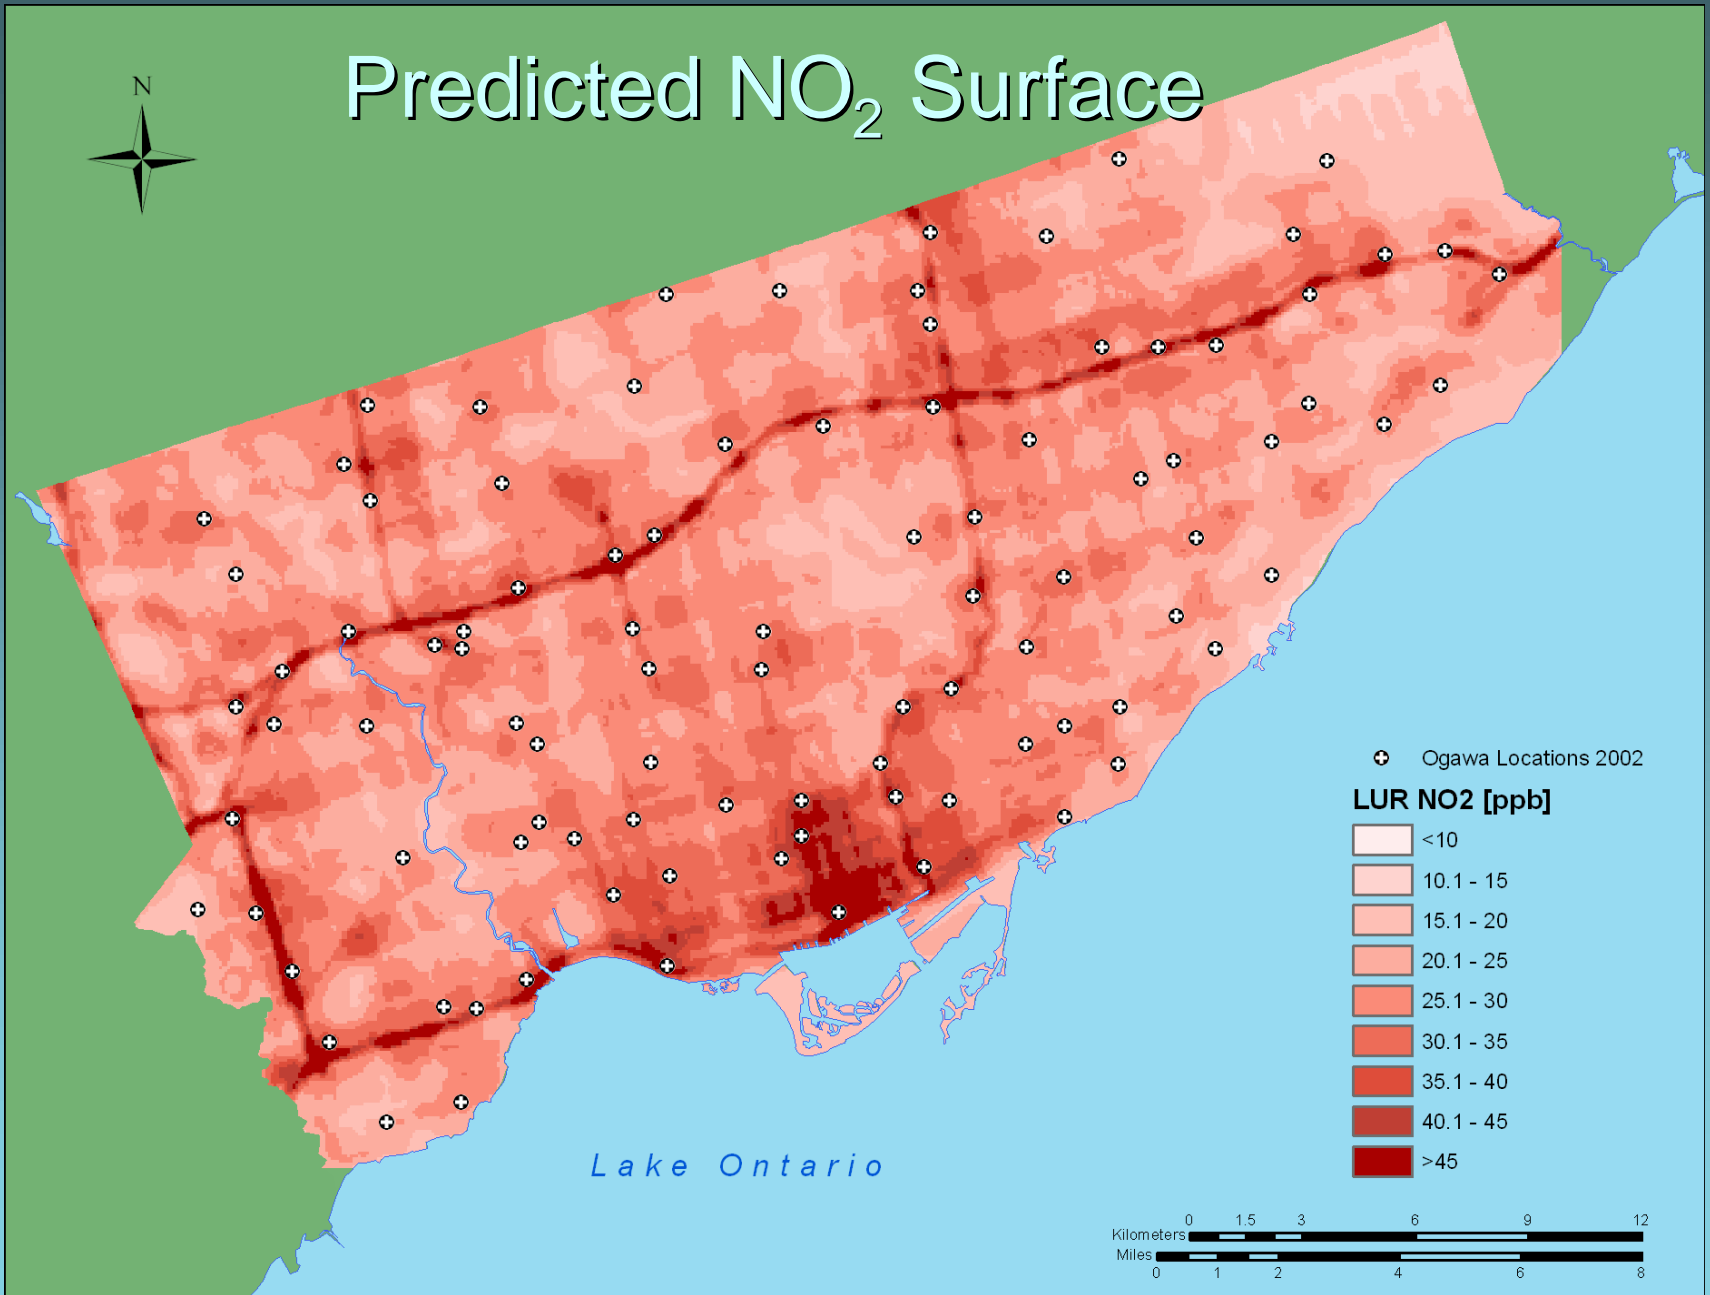 Predicted NO₂ Surface
N
Ogawa Locations 2002
LUR NO2 [ppb]
<10
10.1 - 15
15.1 - 20
20.1 - 25
25.1 - 30
30.1 - 35
35.1 - 40
40.1 - 45
>45
Lake Ontario
0 1.5 3 6 9 12
Kilometers
Miles
0 1 2 4 6 8